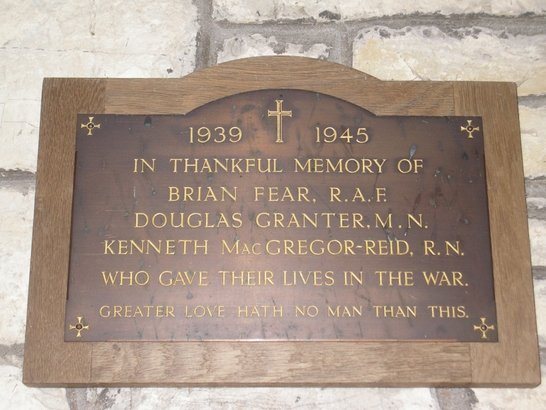 1939 1945
IN THANKFUL MEMORY OF
BRIAN FEAR, R.A.F.
DOUGLAS GRANTER, M.N.
KENNETH MacGREGOR-REID, R.N.
WHO GAVE THEIR LIVES IN THE WAR.
GREATER LOVE HATH NO MAN THAN THIS.